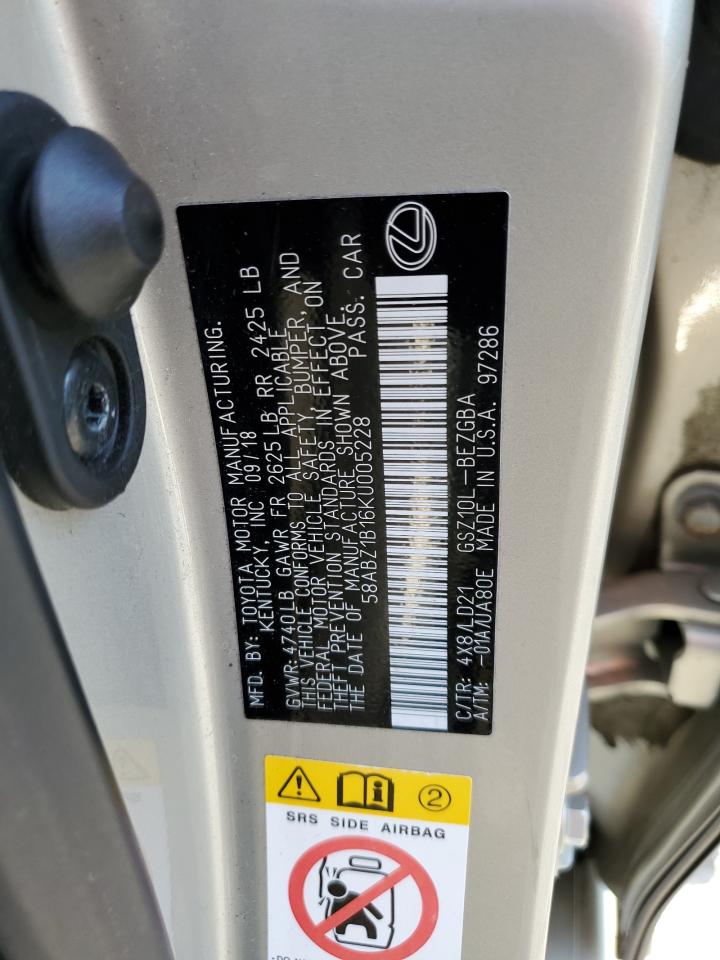 MFD. BY: TOYOTA MOTOR MANUFACTURING.
KENTUCKY, INC 09/18
GVWR: 4740LB GAWR FR 2625 LB RR 2425 LB
THIS VEHICLE CONFORMS TO ALL APPLICABLE
FEDERAL MOTOR VEHICLE SAFETY, BUMPER, AND
THEFT PREVENTION STANDARDS IN EFFECT ON
THE DATE OF MANUFACTURE SHOWN ABOVE.
58ABZ1B16KU005228 PASS. CAR
C/TR: 4X8/LD21 GSZ10L-BEZGBA
A/TM: -01A/UA80E MADE IN U.S.A. 97286
2
SRS SIDE AIRBAG